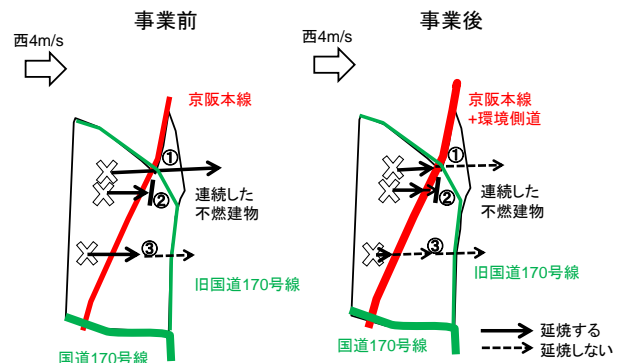 事業前
西4m/s
京阪本線
①
連続した
不燃建物
②
③
旧国道170号線
国道170号線
事業後
西4m/s
京阪本線
+環境側道
①
連続した
不燃建物
②
③
旧国道170号線
国道170号線
延焼する
延焼しない